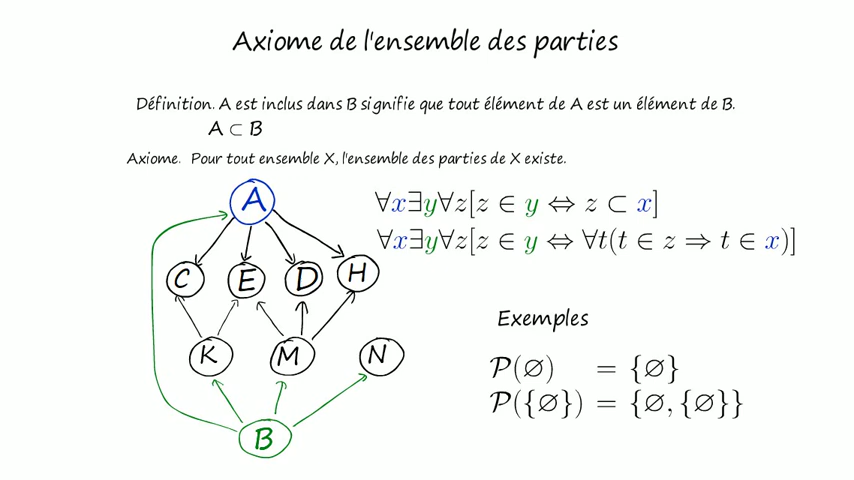 Axiome de l'ensemble des parties
Définition. A est inclus dans B signifie que tout élément de A est un élément de B.
A ⊂ B
Axiome. Pour tout ensemble X, l'ensemble des parties de X existe.
A
∀x∃y∀z[z ∈ y ⇔ z ⊂ x]
∀x∃y∀z[z ∈ y ⇔ ∀t(t ∈ z ⇒ t ∈ x)]
C E D H
K M N
B
Exemples
𝒫(∅) = {∅}
𝒫({∅}) = {∅, {∅}}